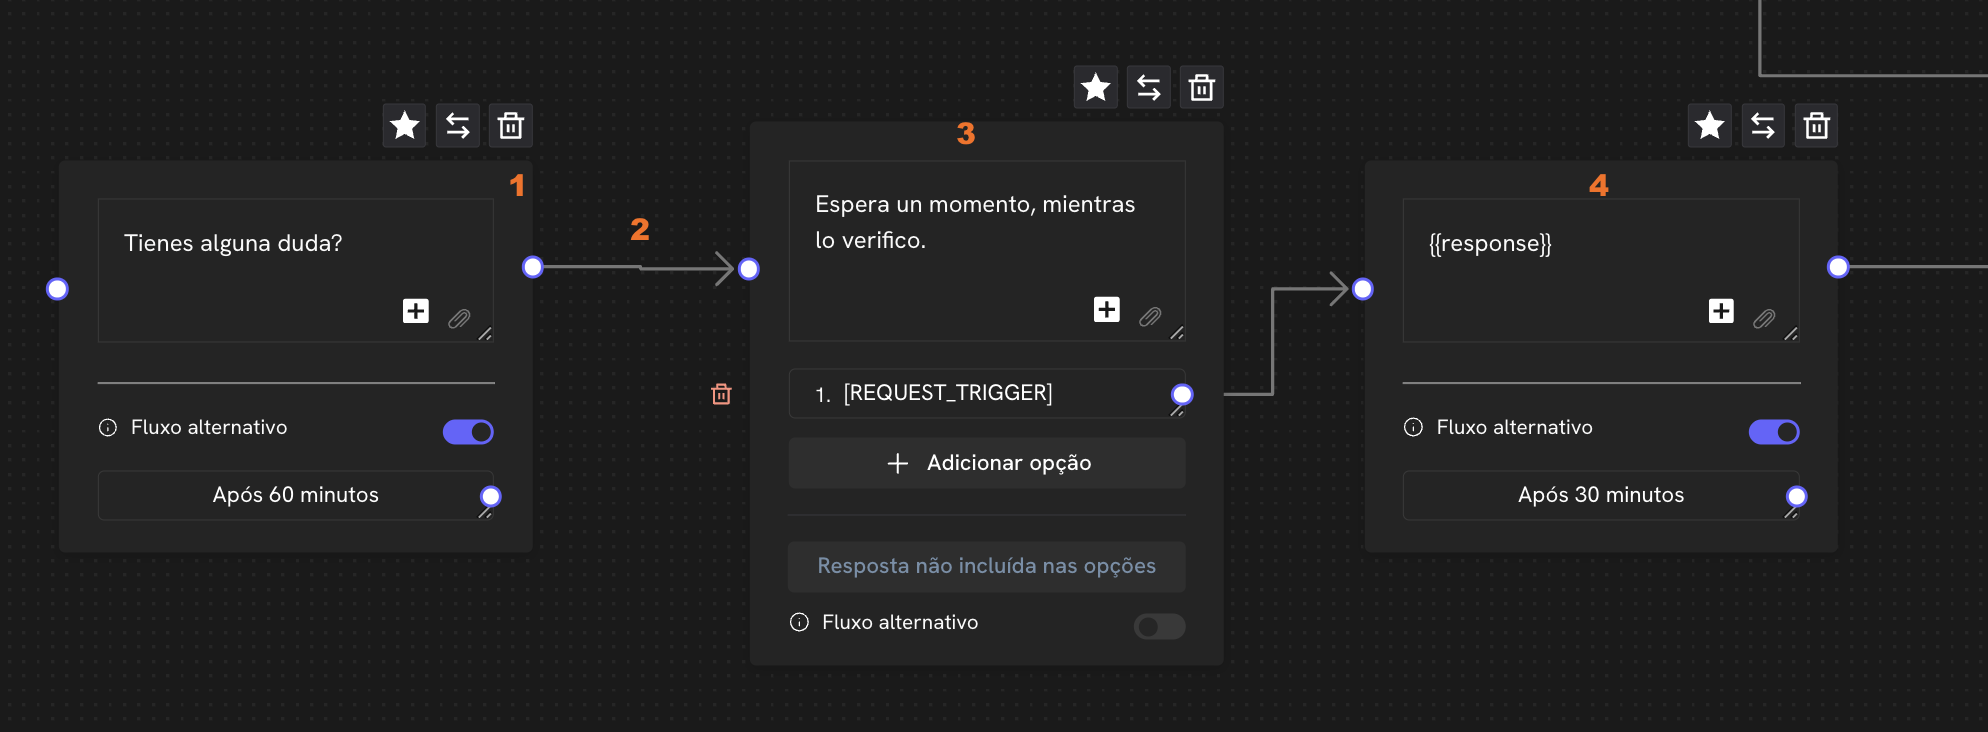 1
Tienes alguna duda?
Fluxo alternativo
Após 60 minutos
2
3
Espera un momento, mientras
lo verifico.
1. [REQUEST_TRIGGER]
Adicionar opção
Resposta não incluída nas opções
Fluxo alternativo
4
{{response}}
Fluxo alternativo
Após 30 minutos